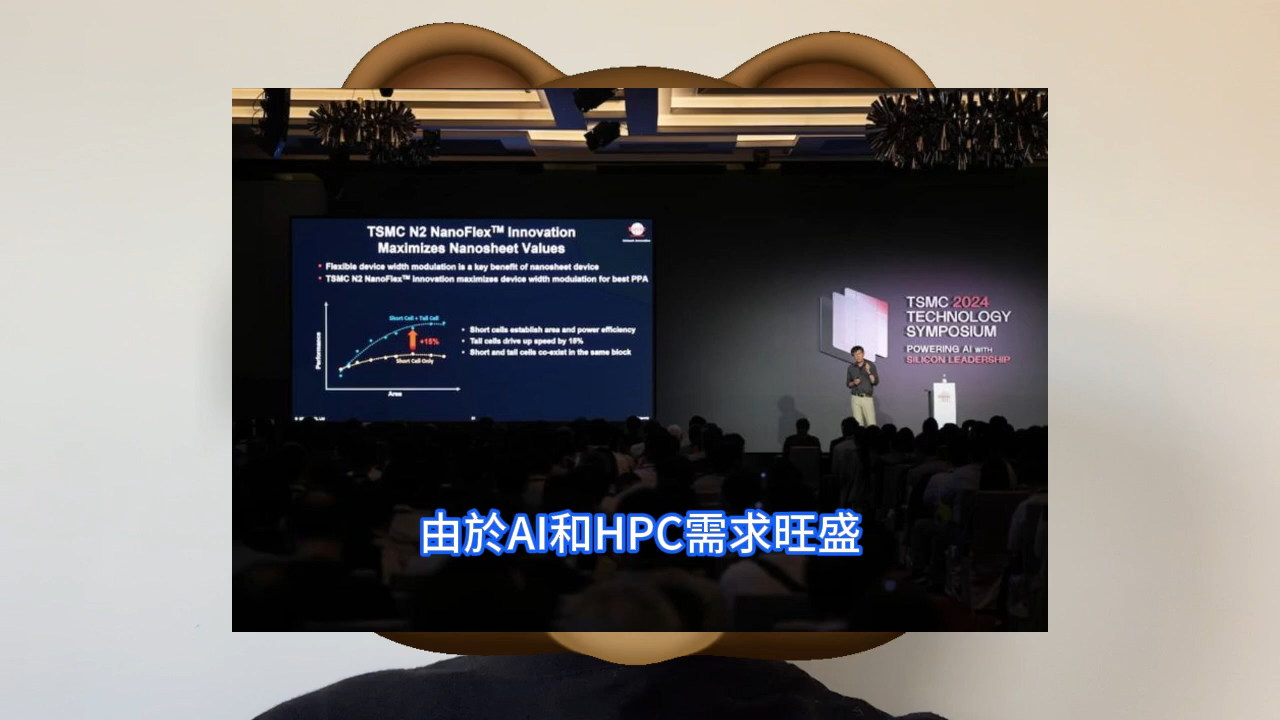 TSMC N2 NanoFlex™ Innovation
Maximizes Nanosheet Values
• Flexible device width modulation is a key benefit of nanosheet device
• TSMC N2 NanoFlex™ Innovation maximizes device width modulation for best PPA
Short Cell + Tall Cell
+15%
Short Cell Only
Performance
Area
• Short cells establish area and power efficiency
• Tall cells drive up speed by 15%
• Short and tall cells co-exist in the same block
TSMC 2024
TECHNOLOGY
SYMPOSIUM
POWERING AI WITH
SILICON LEADERSHIP
由於AI和HPC需求旺盛